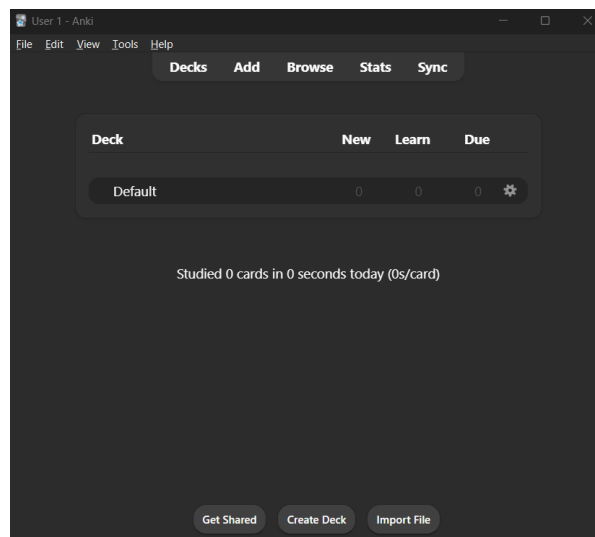 User 1 - Anki
File Edit View Tools Help
Decks Add Browse Stats Sync
Deck New Learn Due
Default 0 0 0
Studied 0 cards in 0 seconds today (0s/card)
Get Shared Create Deck Import File